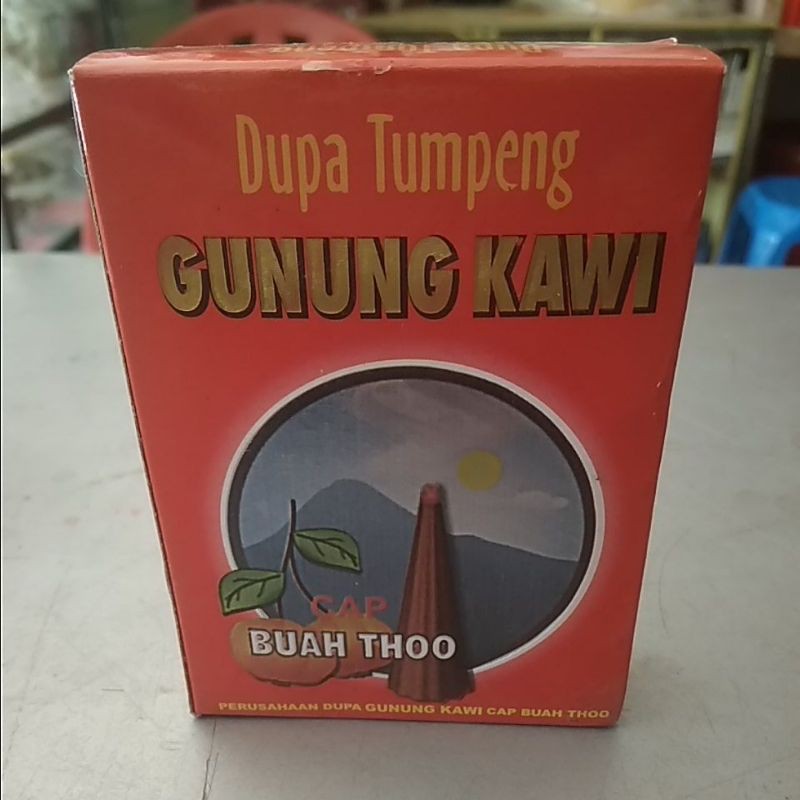 Dupa Tumpeng
GUNUNG KAWI
CAP
BUAH THOO
PERUSAHAAN DUPA GUNUNG KAWI CAP BUAH THOO